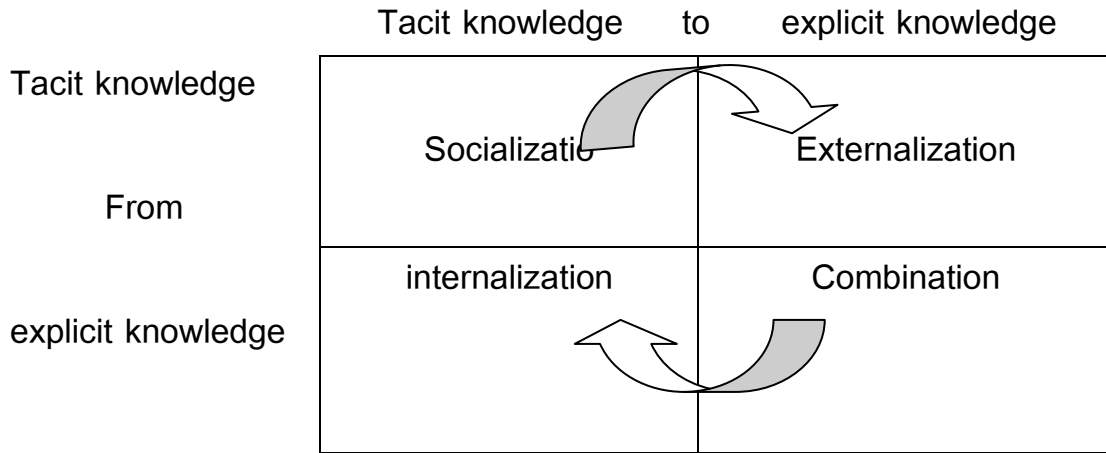 Tacit knowledge to explicit knowledge
Tacit knowledge
Socializatio Externalization
From
internalization Combination
explicit knowledge